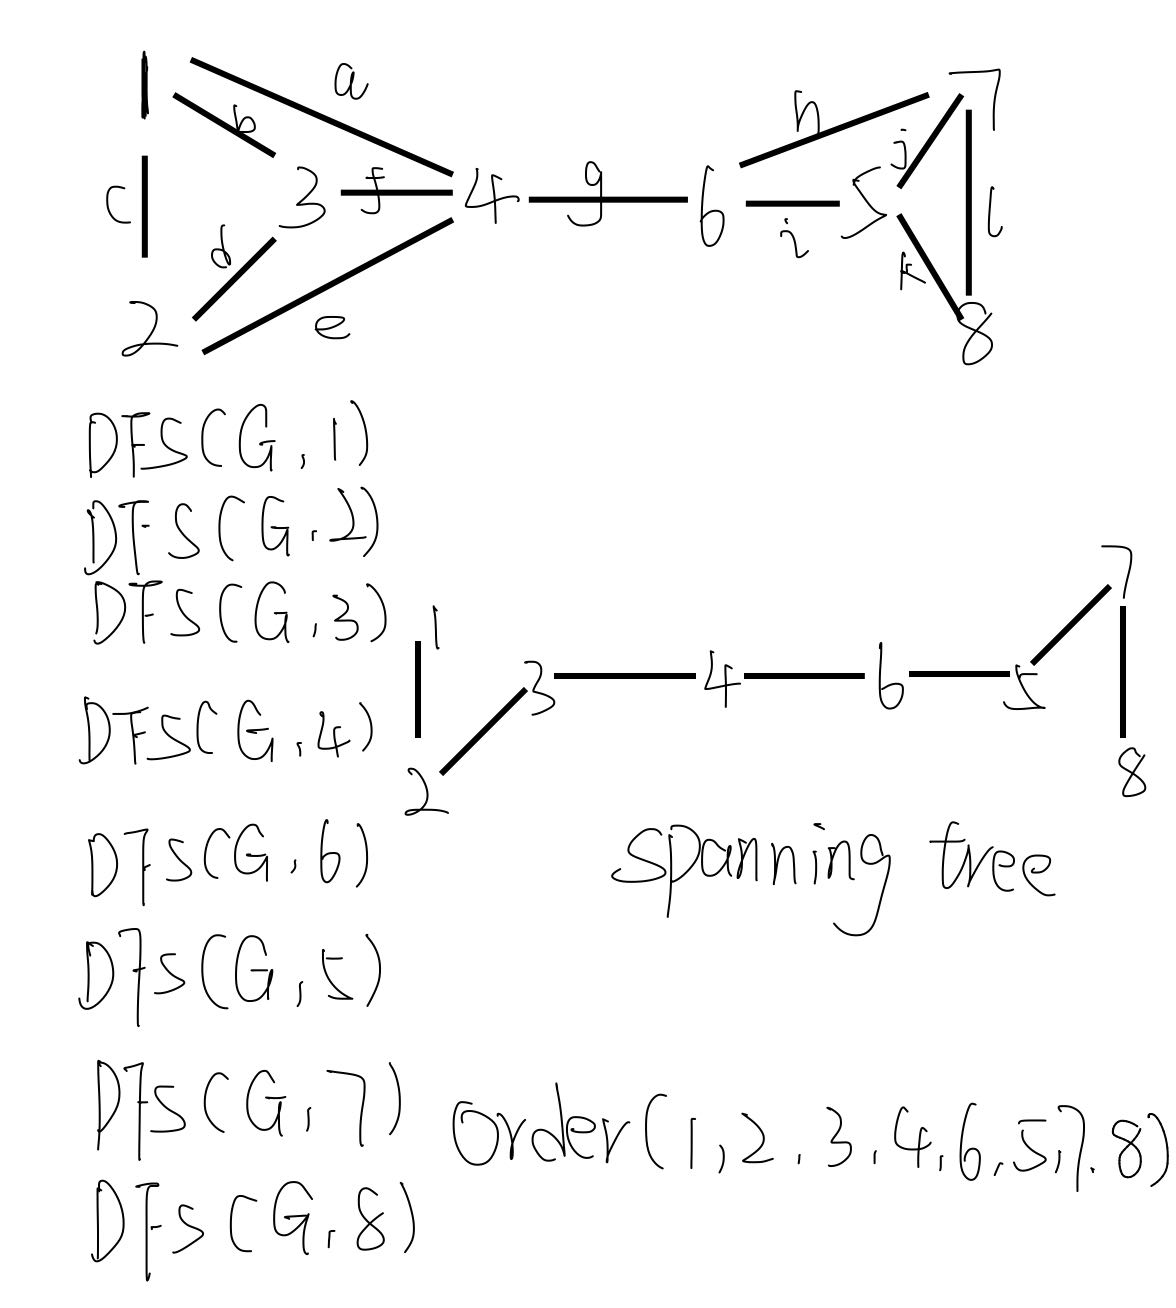 1 a 7
b h
c 3 f 4 g 6 i 5 j l
d k
2 e 8
DFS(G,1)
DFS(G,2)
DFS(G,3)
DFS(G,4)
DFS(G,6)
DFS(G,5)
DFS(G,7)
DFS(G,8)
1 3 4 6 5 7
2 8
spanning tree
order(1,2,3,4,6,5,7,8)